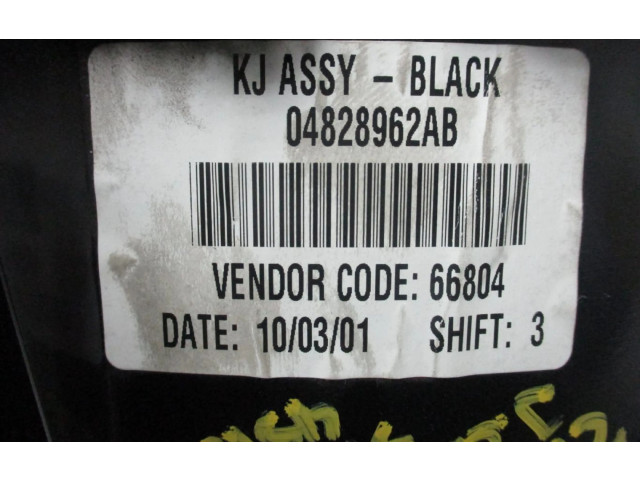 KJ ASSY – BLACK
04828962AB
VENDOR CODE: 66804
DATE: 10/03/01 SHIFT: 3